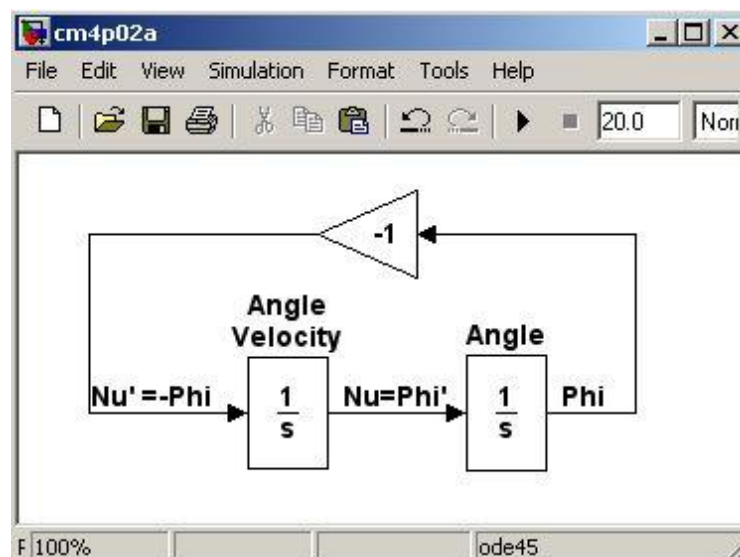 cm4p02a
File Edit View Simulation Format Tools Help
20.0 Nor
-1
Angle
Velocity
Angle
Nu' =-Phi
1
s
Nu=Phi'
1
s
Phi
F 100% ode45